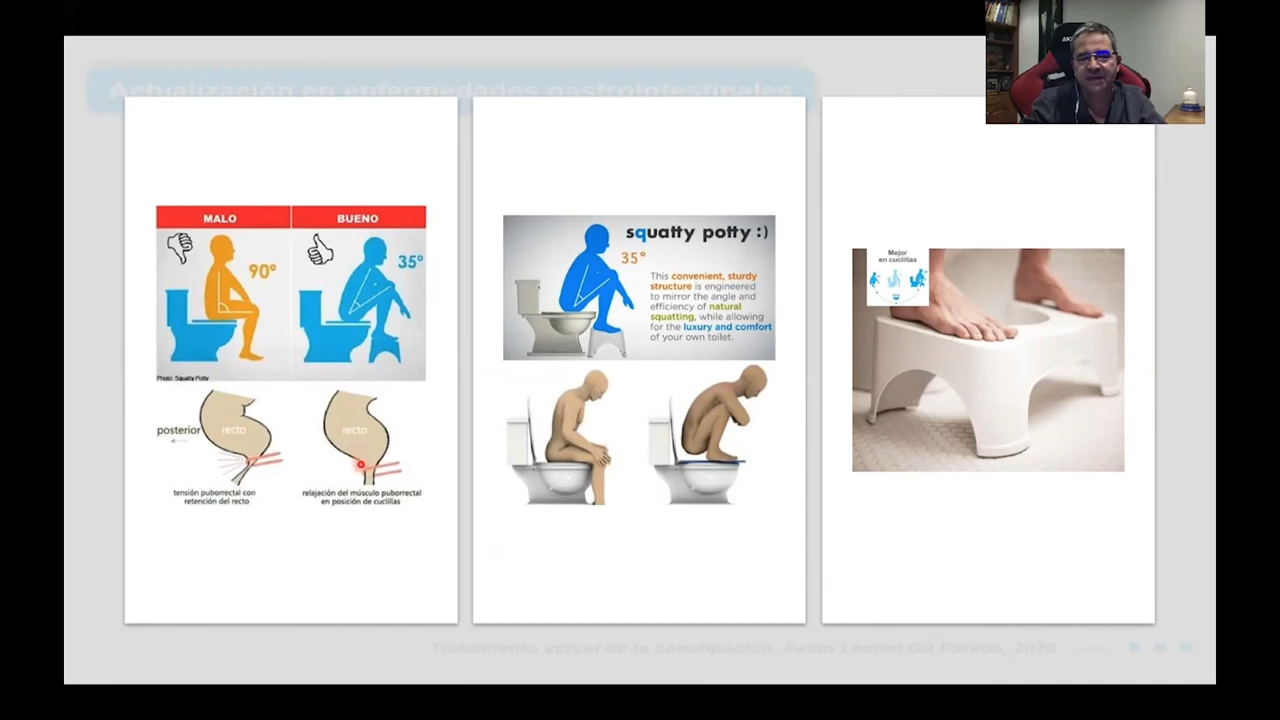 Actualización en enfermedades gastrointestinales
MALO
BUENO
90°
35°
Photo: Squatty Potty
posterior
recto
recto
tensión puborrectal con
retención del recto
relajación del músculo puborrectal
en posición de cuclillas
squatty potty :)
35°
This convenient, sturdy
structure is engineered
to mirror the angle and
efficiency of natural
squatting, while allowing
for the luxury and comfort
of your own toilet.
Mejor
en cuclillas
Tratamiento actual de la constipación. Fabio Leonel Gil Parada, 2020